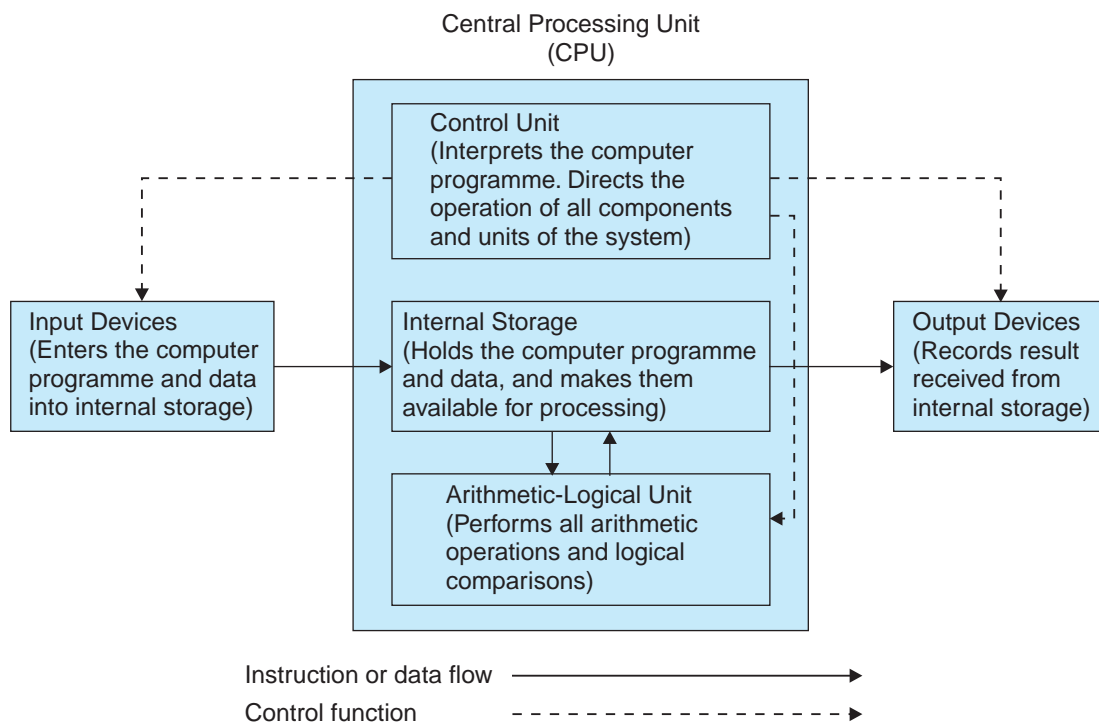 Central Processing Unit
(CPU)
Control Unit
(Interprets the computer
programme. Directs the
operation of all components
and units of the system)
Input Devices
(Enters the computer
programme and data
into internal storage)
Internal Storage
(Holds the computer programme
and data, and makes them
available for processing)
Output Devices
(Records result
received from
internal storage)
Arithmetic-Logical Unit
(Performs all arithmetic
operations and logical
comparisons)
Instruction or data flow
Control function